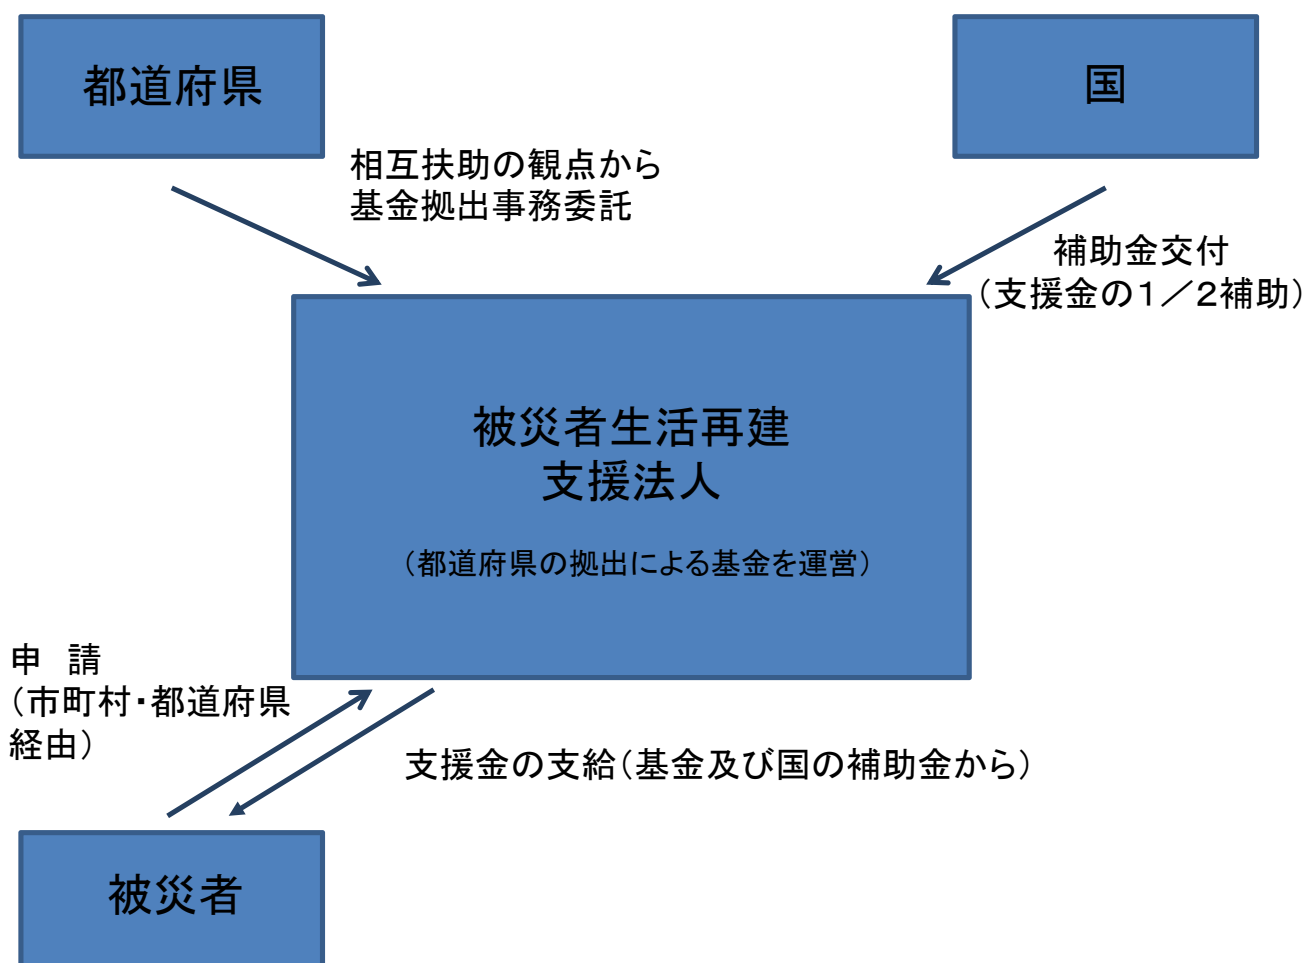 都道府県
国
相互扶助の観点から
基金拠出事務委託
補助金交付
(支援金の1/2補助)
被災者生活再建
支援法人
(都道府県の拠出による基金を運営)
申 請
(市町村・都道府県
経由)
支援金の支給(基金及び国の補助金から)
被災者